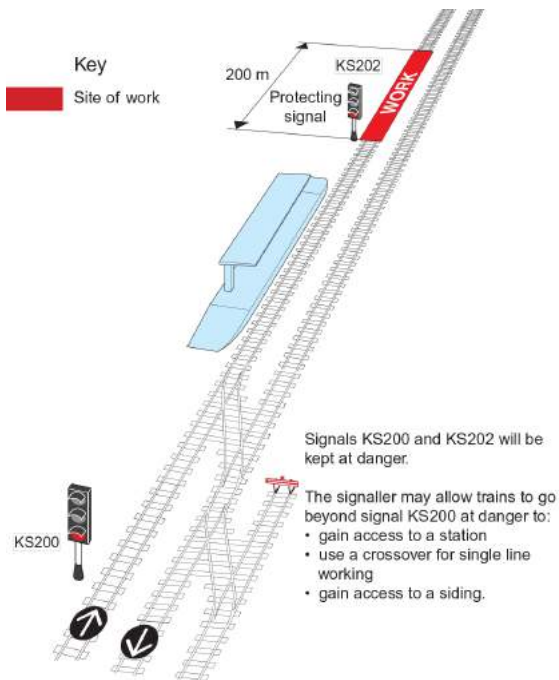 Key
Site of work
200 m
KS202
Protecting
signal
WORK
KS200
Signals KS200 and KS202 will be
kept at danger.
The signaller may allow trains to go
beyond signal KS200 at danger to:
• gain access to a station
• use a crossover for single line
working
• gain access to a siding.